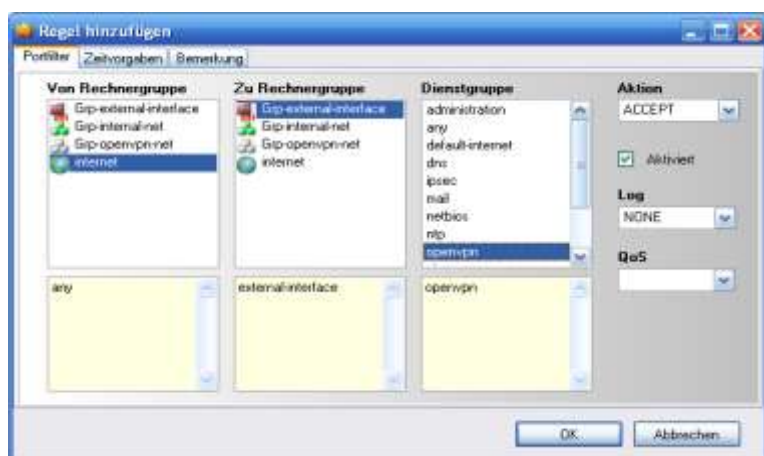 Regel hinzufügen
Portfilter Zeitvorgaben Bemerkung
Von Rechnergruppe
Grp-external-interface
Grp-internal-net
Grp-openvpn-net
internet
any
Zu Rechnergruppe
Grp-external-interface
Grp-internal-net
Grp-openvpn-net
internet
external-interface
Dienstgruppe
administration
any
default-internet
dns
ipsec
mail
netbios
ntp
openvpn
openvpn
Aktion
ACCEPT
Aktiviert
Log
NONE
QoS
OK Abbrechen